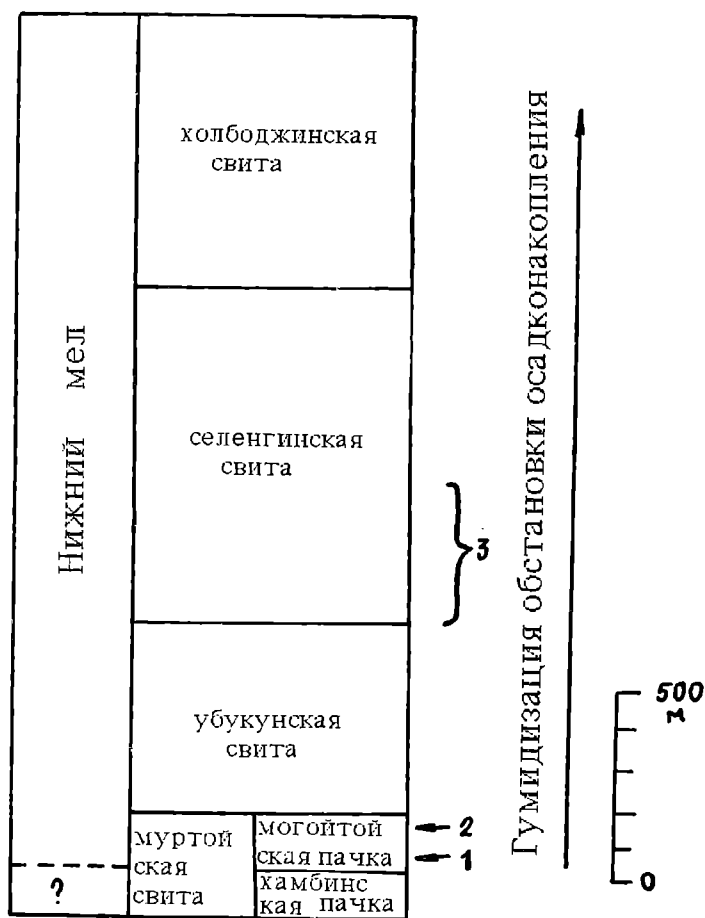 холбоджинская
свита
Нижний мел
селенгинская
свита
3
убукунская
свита
муртой
ская
свита
могойтой
ская пачка
хамбинс
кая пачка
2
1
?
Гумидизация обстановки осадконакопления
500
м
0